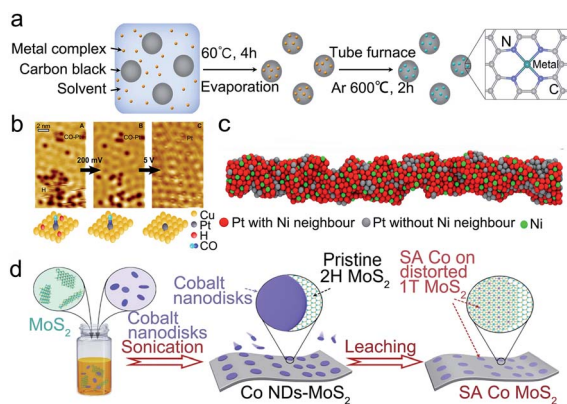 a
Metal complex
Carbon black
Solvent
60°C, 4h
Evaporation
Tube furnace
Ar 600℃, 2h
N
Metal
C
b
2 nm
A
CO-Pt
B
CO-Pt
C
Pt
H
200 mV
5 V
Cu
Pt
H
CO
c
Pt with Ni neighbour
Pt without Ni neighbour
Ni
d
MoS2
Cobalt
nanodisks
Sonication
Cobalt
nanodisks
Pristine
2H MoS2
Co NDs-MoS2
Leaching
SA Co on
distorted
1T MoS2
SA Co MoS2